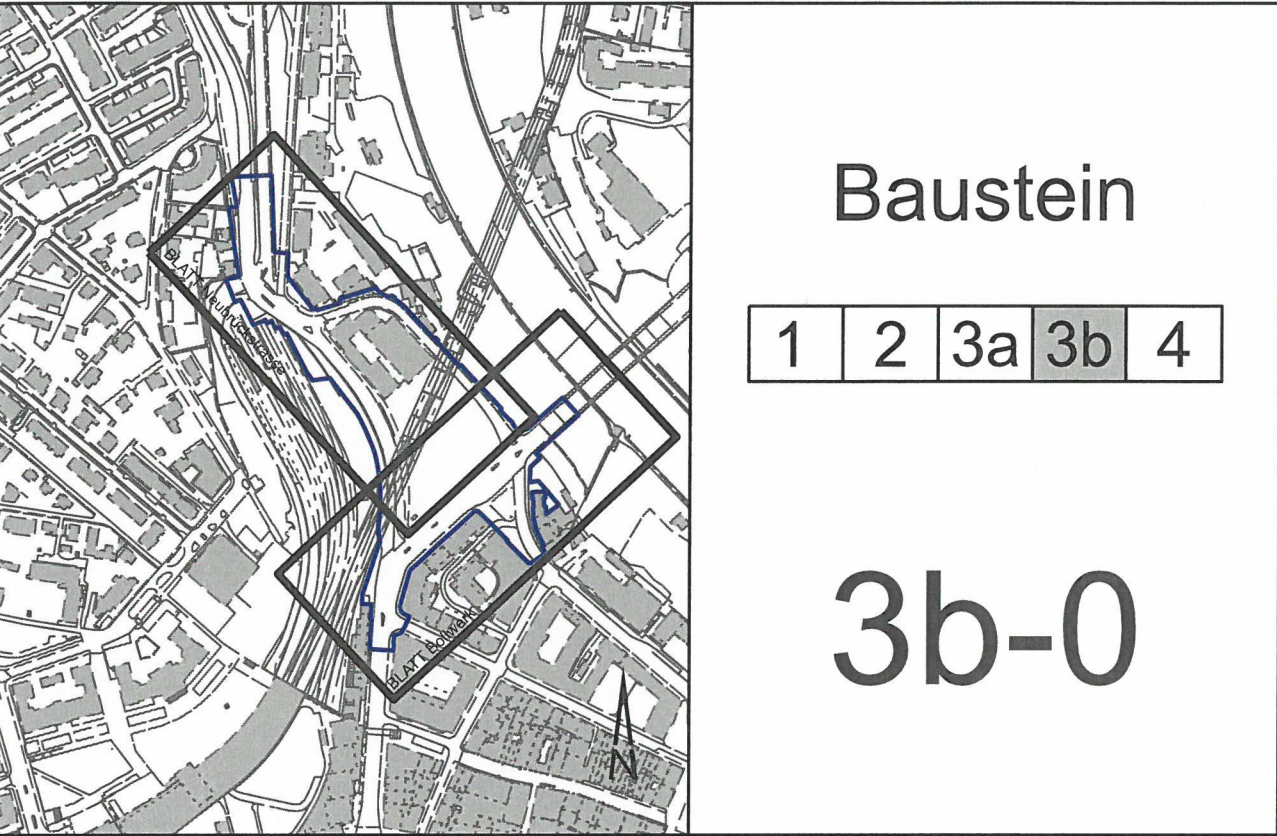 BLATT Neubrückstrasse
BLATT Bollwerk
N
Baustein
1 2 3a 3b 4
3b-0